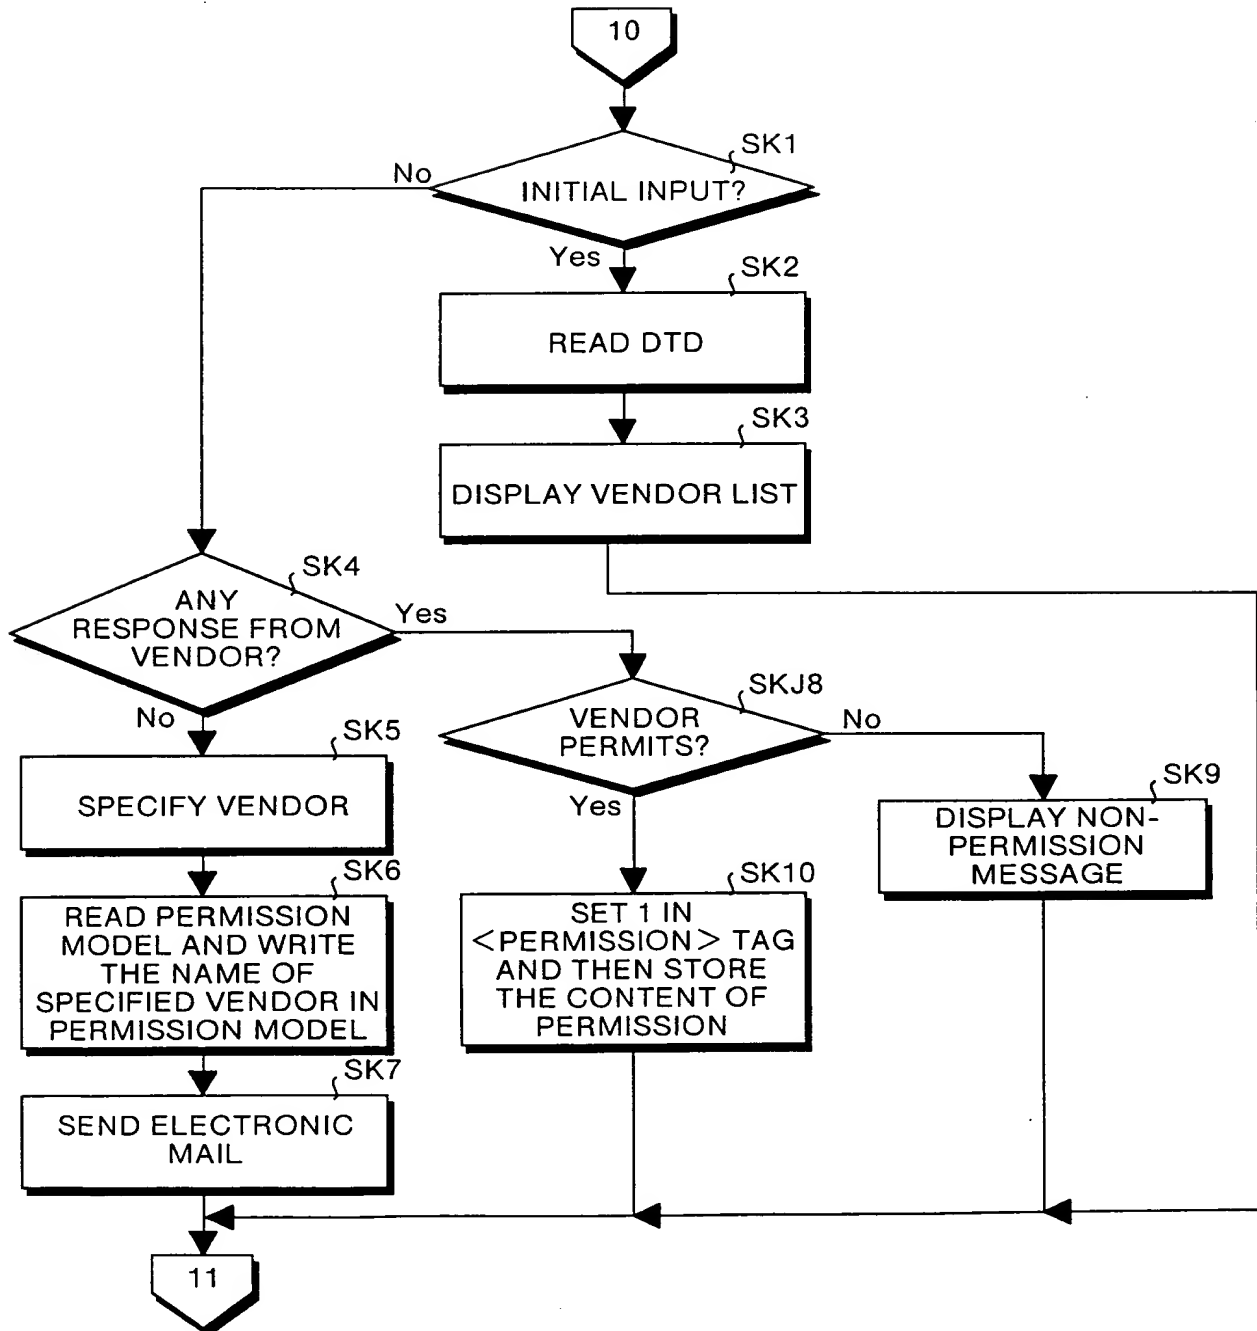 10
SK1
No
INITIAL INPUT?
Yes
SK2
READ DTD
SK3
DISPLAY VENDOR LIST
SK4
ANY
RESPONSE FROM
VENDOR?
Yes
No
SKJ8
VENDOR
PERMITS?
No
Yes
SK5
SPECIFY VENDOR
SK9
DISPLAY NON-
PERMISSION
MESSAGE
SK6
READ PERMISSION
MODEL AND WRITE
THE NAME OF
SPECIFIED VENDOR IN
PERMISSION MODEL
SK10
SET 1 IN
<PERMISSION> TAG
AND THEN STORE
THE CONTENT OF
PERMISSION
SK7
SEND ELECTRONIC
MAIL
11